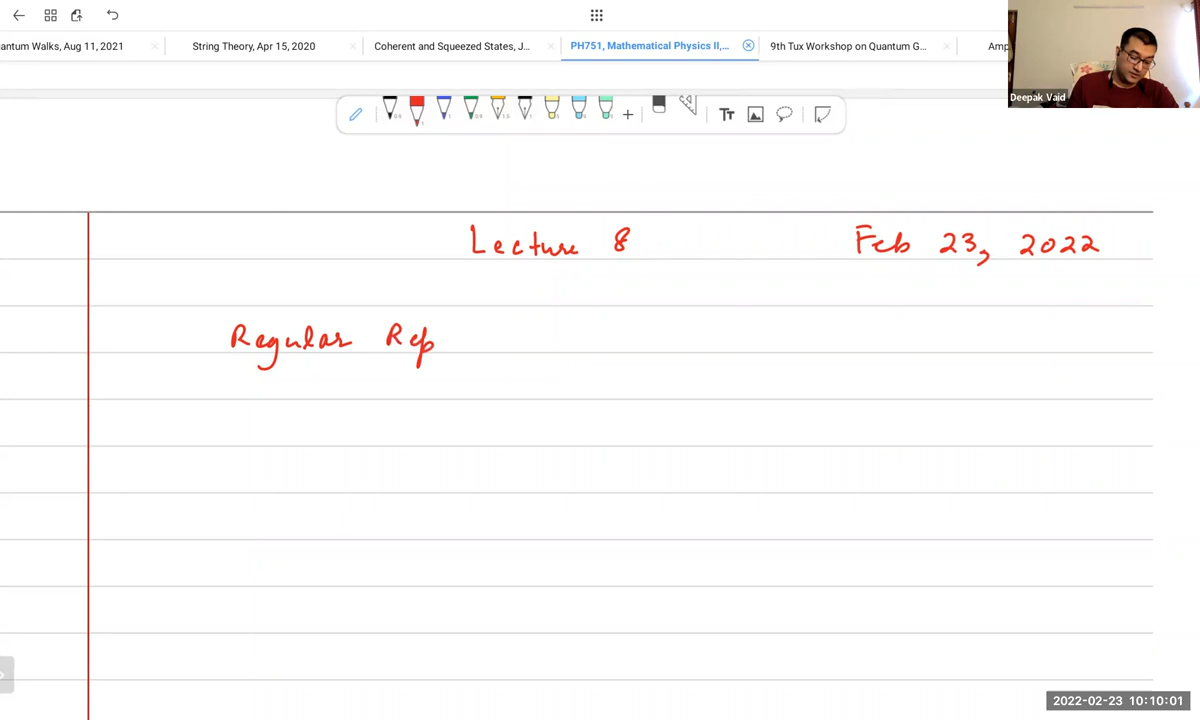 antum Walks, Aug 11, 2021 String Theory, Apr 15, 2020 Coherent and Squeezed States, J... PH751, Mathematical Physics II,... 9th Tux Workshop on Quantum G... Amp
Deepak Vaid
Lecture 8 Feb 23, 2022
Regular Rep
2022-02-23 10:10:01